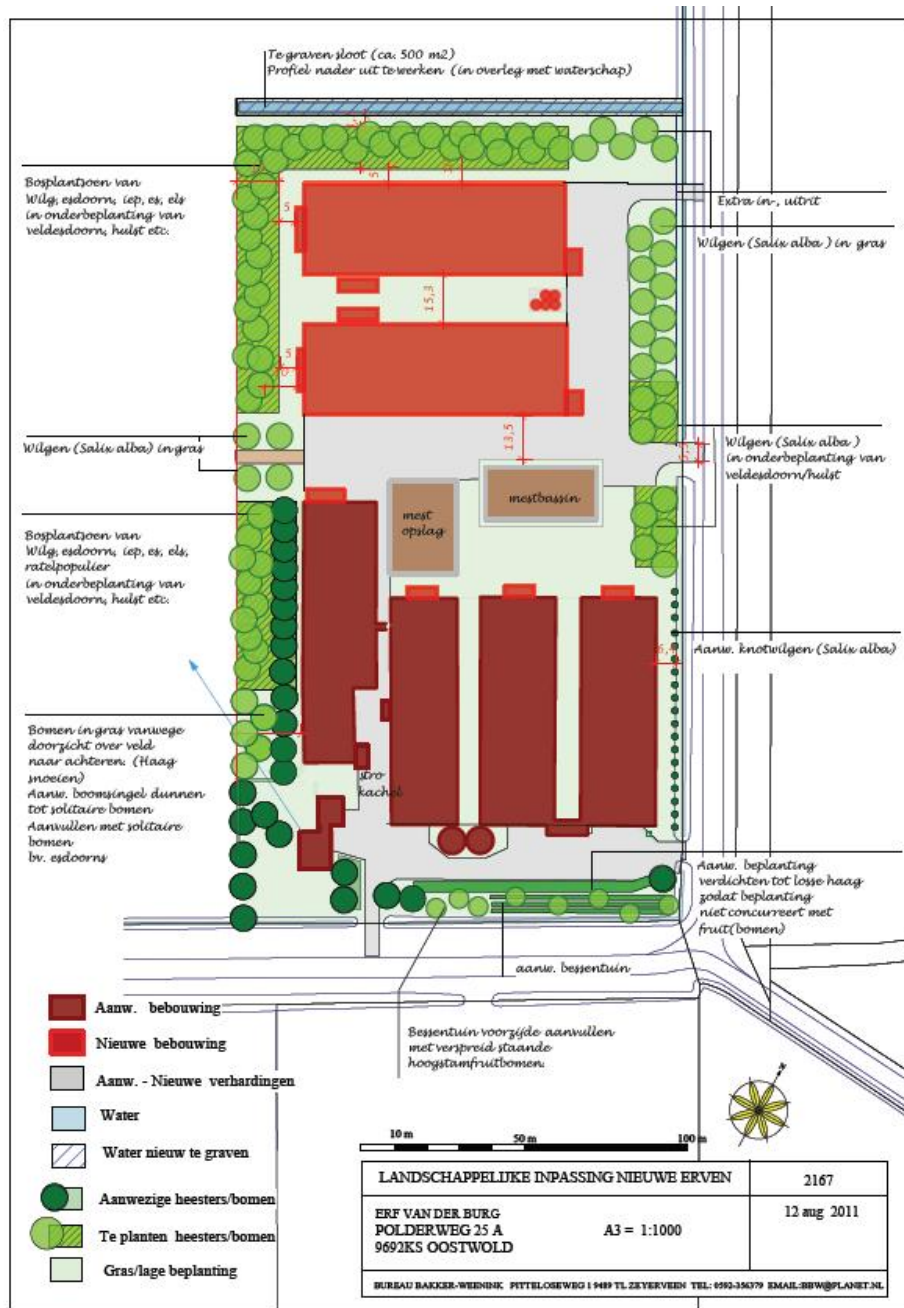 Te graven sloot (ca. 500 m2)
Profiel nader uit te werken (in overleg met waterschap)
Bosplantsoen van
Wilg, esdoorn, iep, es, els
in onderbeplanting van
veldesdoorn, hulst etc.
5
5
Extra in-, uitrit
Wilgen (Salix alba ) in gras
15,3
5
Wilgen (Salix alba) in gras
13,5
Wilgen (Salix alba )
in onderbeplanting van
veldesdoorn/hulst
mest
opslag
mestbassin
Bosplantsoen van
Wilg, esdoorn, iep, es, els,
ratelpopulier
in onderbeplanting van
veldesdoorn, hulst etc.
Aanw. knotwilgen (Salix alba)
Bomen in gras vanwege
doorzicht over veld
naar achteren. (Haag
snoeien)
Aanw. boomsingel dunnen
tot solitaire bomen
Aanvullen met solitaire
bomen
bv. esdoorns
stro
kachel
Aanw. beplanting
verdichten tot losse haag
zodat beplanting
niet concurreert met
fruit(bomen)
aanw. bessentuin
Bessentuin voorzijde aanvullen
met verspreid staande
hoogstamfruitbomen.
Aanw. bebouwing
Nieuwe bebouwing
Aanw. - Nieuwe verhardingen
Water
Water nieuw te graven
Aanwezige heesters/bomen
Te planten heesters/bomen
Gras/lage beplanting
10 m 50 m 100 m
LANDSCHAPPELIJKE INPASSING NIEUWE ERVEN 2167
ERF VAN DER BURG 12 aug 2011
POLDERWEG 25 A A3 = 1:1000
9692KS OOSTWOLD
BUREAU BAKKER-WEENINK PITTELOSEWEG 1 9489 TL ZEYERVEEN TEL: 0592-356379 EMAIL:BBW@PLANET.NL